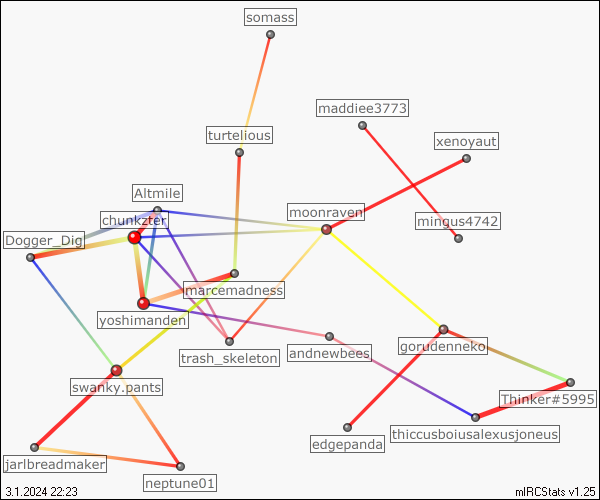 somass
maddiee3773
turtelious
xenoyaut
Altmile
moonraven
chunkzter
mingus4742
Dogger_Dig
marcemadness
yoshimanden
trash_skeleton
andnewbees
gorudenneko
swanky.pants
Thinker#5995
edgepanda
thiccusboiusalexusjoneus
jarlbreadmaker
neptune01
3.1.2024 22:23
mIRCStats v1.25